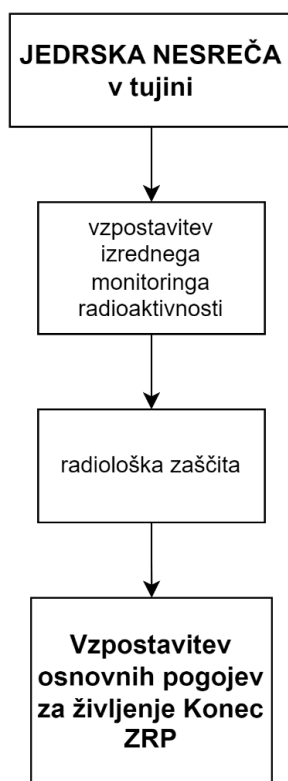 JEDRSKA NESREČA
v tujini
vzpostavitev
izrednega
monitoringa
radioaktivnosti
radiološka zaščita
Vzpostavitev
osnovnih pogojev
za življenje Konec
ZRP